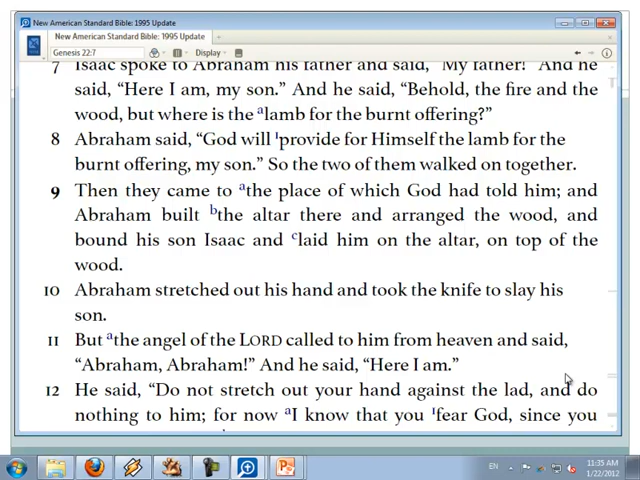 New American Standard Bible: 1995 Update
New American Standard Bible: 1995 Update
Genesis 22:7 Display
7 Isaac spoke to Abraham his father and said, “My father!” And he
said, “Here I am, my son.” And he said, “Behold, the fire and the
wood, but where is the alamb for the burnt offering?”
8 Abraham said, “God will 1provide for Himself the lamb for the
burnt offering, my son.” So the two of them walked on together.
9 Then they came to athe place of which God had told him; and
Abraham built bthe altar there and arranged the wood, and
bound his son Isaac and claid him on the altar, on top of the
wood.
10 Abraham stretched out his hand and took the knife to slay his
son.
11 But athe angel of the LORD called to him from heaven and said,
“Abraham, Abraham!” And he said, “Here I am.”
12 He said, “Do not stretch out your hand against the lad, and do
nothing to him; for now aI know that you 1fear God, since you
EN
11:35 AM
1/22/2012